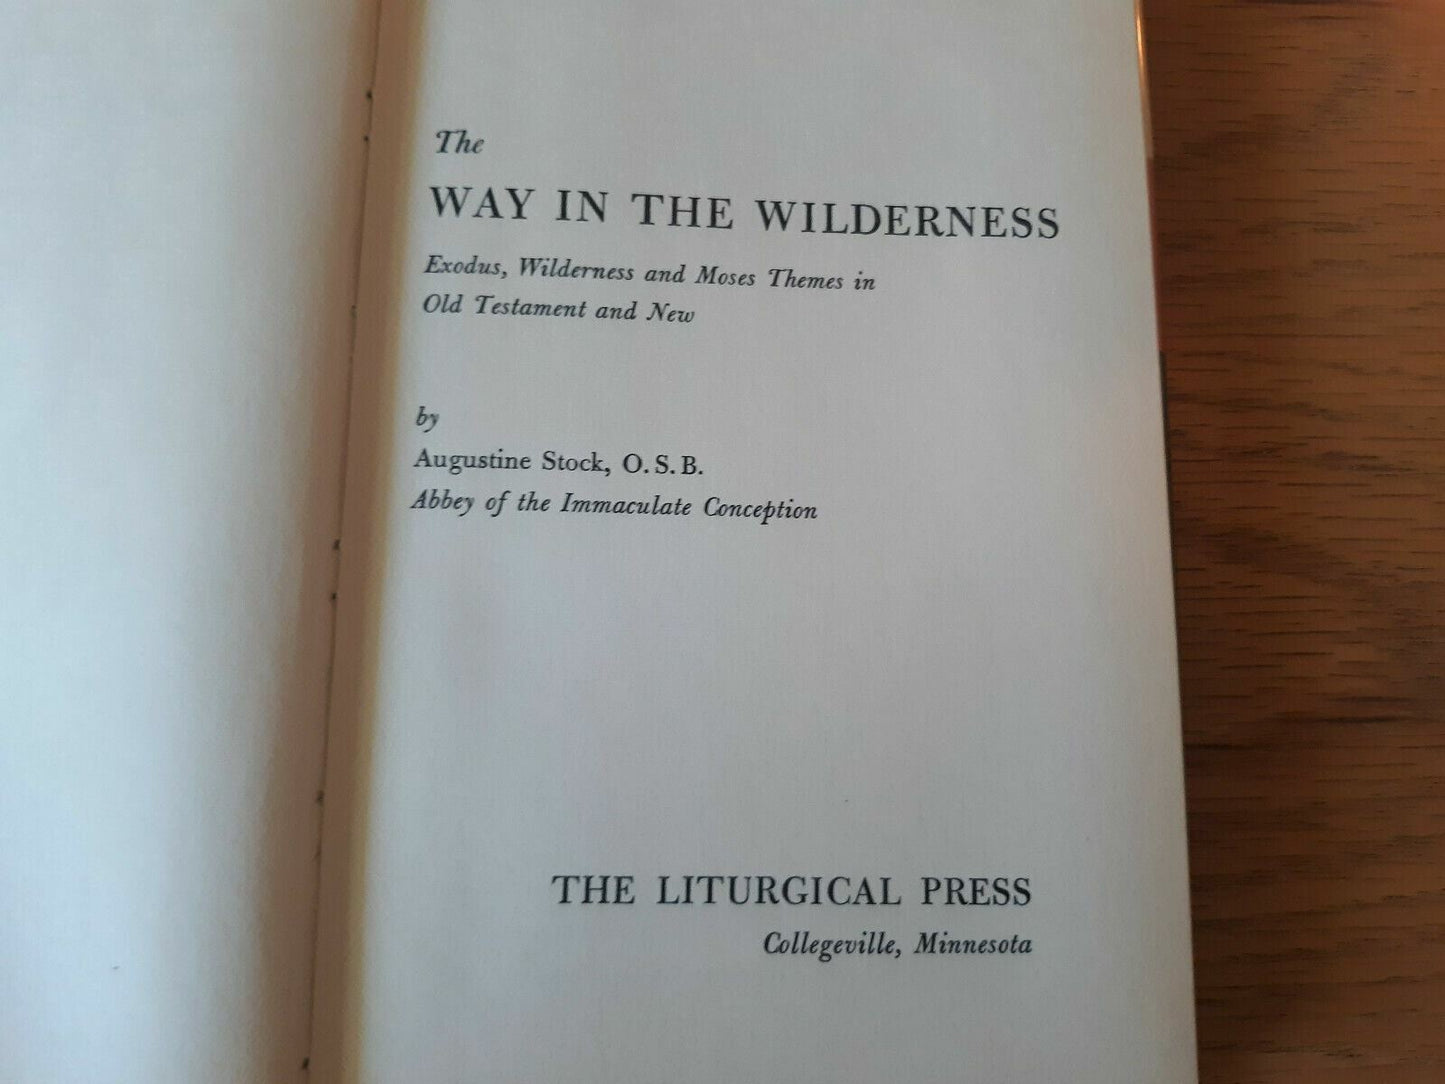 The
WAY IN THE WILDERNESS
Exodus, Wilderness and Moses Themes in
Old Testament and New
by
Augustine Stock, O. S. B.
Abbey of the Immaculate Conception
THE LITURGICAL PRESS
Collegeville, Minnesota